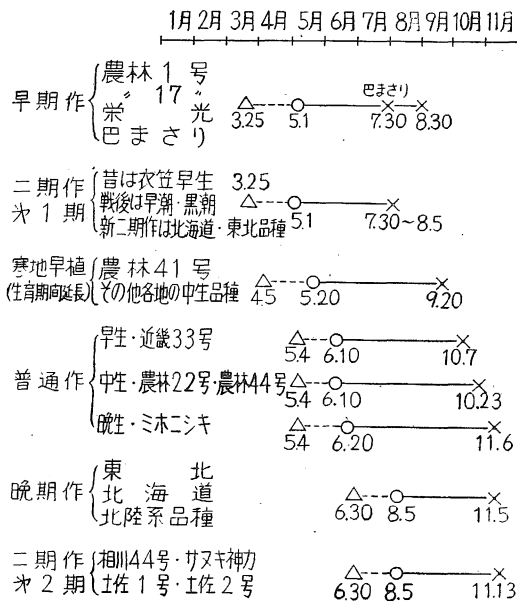 1月2月3月4月5月6月7月8月9月10月11月
早期作
農林1号
〃 17 〃
栄光
巴まさり
巴まさり
3.25 5.1 7.30 8.30
二期作
第1期
昔は衣笠早生
戦後は早潮・黒潮
新二期作は北海道・東北品種
3.25
5.1 7.30~8.5
寒地早植
(生育期間延長)
農林41号
その他各地の中生品種
4.5 5.20 9.20
普通作
早生・近畿33号
5.4 6.10 10.7
中生・農林22号・農林44号
5.4 6.10 10.23
晩生・ミホニシキ
5.4 6.20 11.6
晩期作
東北
北海道
北陸系品種
6.30 8.5 11.5
二期作
第2期
相川44号・サヌキ神力
土佐1号・土佐2号
6.30 8.5 11.13